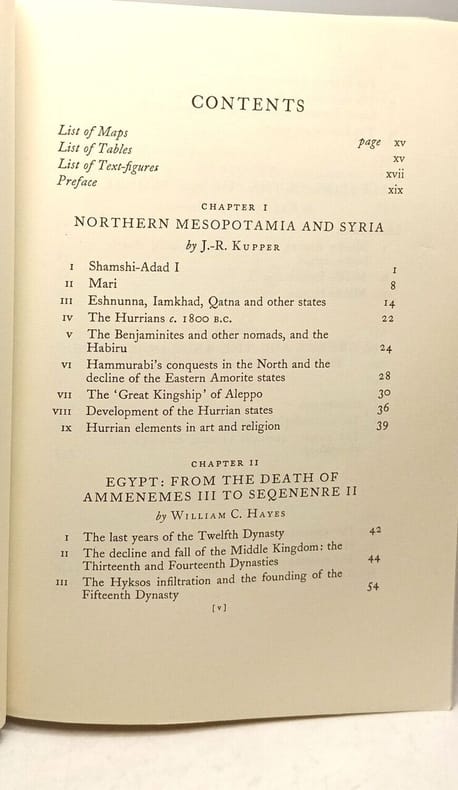 CONTENTS
List of Maps page xv
List of Tables xv
List of Text-figures xvii
Preface xix
CHAPTER I
NORTHERN MESOPOTAMIA AND SYRIA
by J.-R. KUPPER
I Shamshi-Adad I 1
II Mari 8
III Eshnunna, Iamkhad, Qatna and other states 14
IV The Hurrians c. 1800 B.C. 22
V The Benjaminites and other nomads, and the
Habiru 24
VI Hammurabi's conquests in the North and the
decline of the Eastern Amorite states 28
VII The ‘Great Kingship’ of Aleppo 30
VIII Development of the Hurrian states 36
IX Hurrian elements in art and religion 39
CHAPTER II
EGYPT: FROM THE DEATH OF
AMMENEMES III TO SEQENENRE II
by WILLIAM C. HAYES
I The last years of the Twelfth Dynasty 42
II The decline and fall of the Middle Kingdom: the
Thirteenth and Fourteenth Dynasties 44
III The Hyksos infiltration and the founding of the
Fifteenth Dynasty 54
[v]